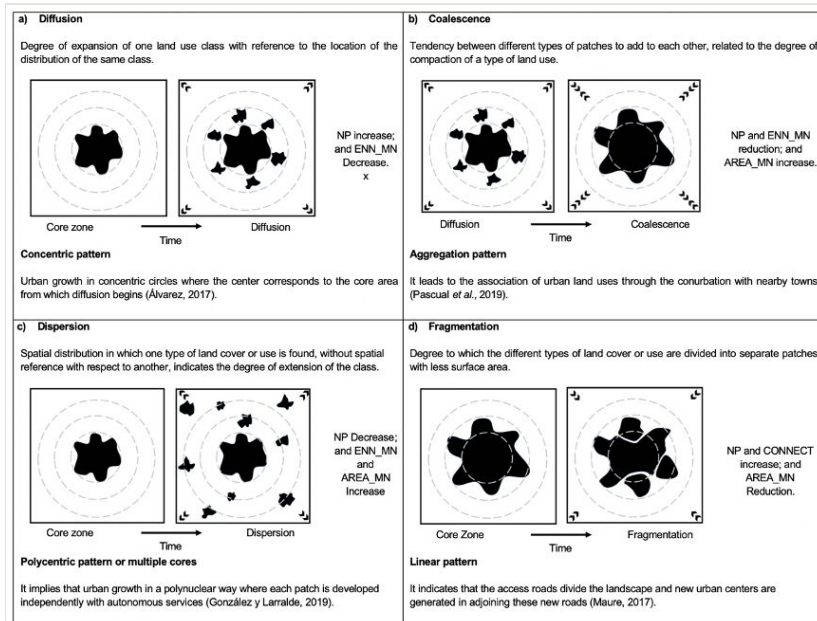 a) Diffusion
Degree of expansion of one land use class with reference to the location of the
distribution of the same class.
NP increase;
and ENN_MN
Decrease.
x
Core zone
Diffusion
Time
Concentric pattern
Urban growth in concentric circles where the center corresponds to the core area
from which diffusion begins (Álvarez, 2017).
b) Coalescence
Tendency between different types of patches to add to each other, related to the degree of
compaction of a type of land use.
NP and ENN_MN
reduction; and
AREA_MN increase.
Diffusion
Coalescence
Time
Aggregation pattern
It leads to the association of urban land uses through the conurbation with nearby towns
(Pascual et al., 2019).
c) Dispersion
Spatial distribution in which one type of land cover or use is found, without spatial
reference with respect to another, indicates the degree of extension of the class.
NP Decrease;
and ENN_MN
and
AREA_MN
Increase
Core zone
Dispersion
Time
Polycentric pattern or multiple cores
It implies that urban growth in a polynuclear way where each patch is developed
independently with autonomous services (González y Larralde, 2019).
d) Fragmentation
Degree to which the different types of land cover or use are divided into separate patches
with less surface area.
NP and CONNECT
increase; and
AREA_MN
Reduction.
Core Zone
Fragmentation
Time
Linear pattern
It indicates that the access roads divide the landscape and new urban centers are
generated in adjoining these new roads (Maure, 2017).